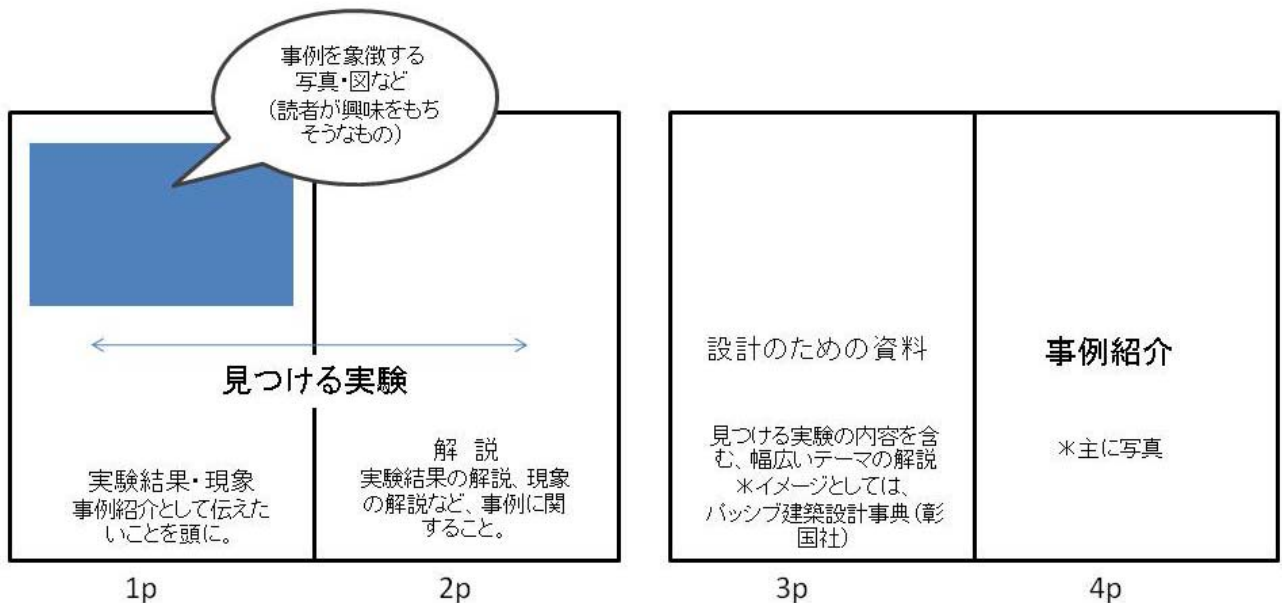 事例を象徴する
写真・図など
(読者が興味をもち
そうなもの)
見つける実験
実験結果・現象
事例紹介として伝えた
いことを頭に。
解 説
実験結果の解説、現象
の解説など、事例に関
すること。
設計のための資料
見つける実験の内容を含
む、幅広いテーマの解説
＊イメージとしては、
パッシブ建築設計事典(彰
国社)
事例紹介
＊主に写真
1p
2p
3p
4p